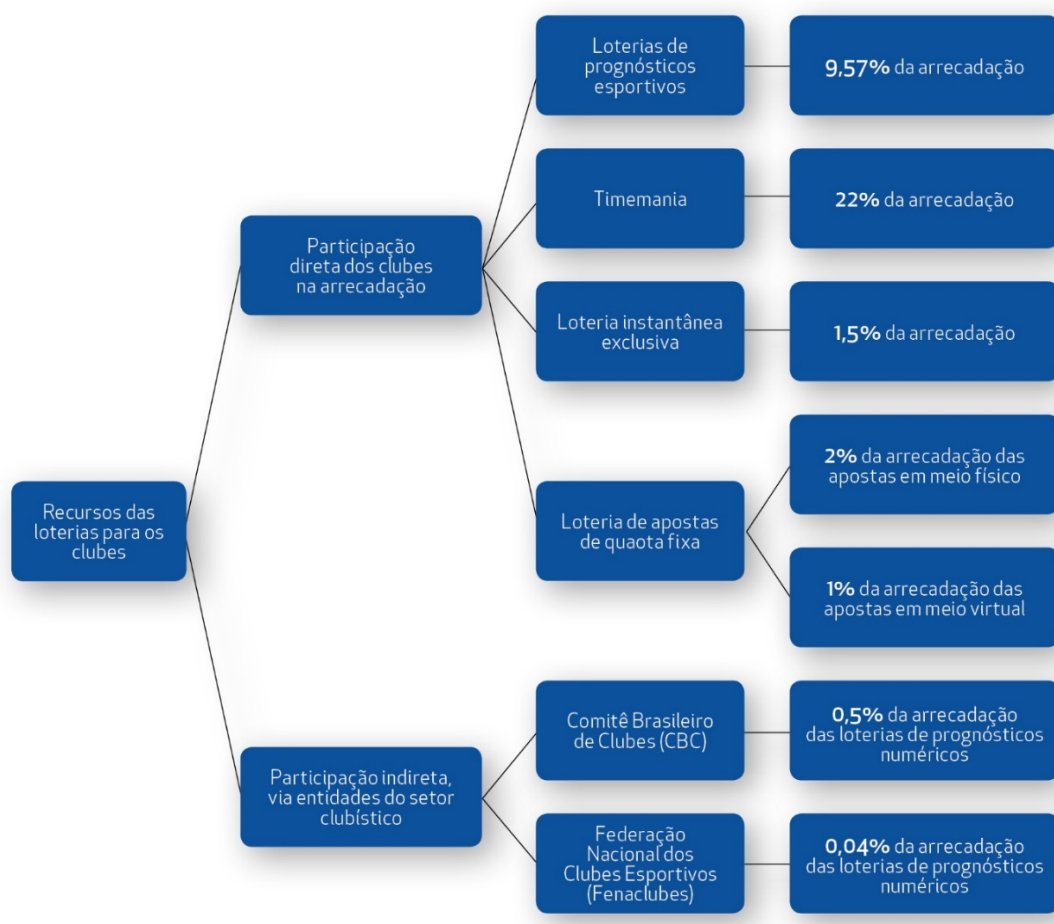 Loterias de
prognósticos
esportivos
9,57% da arrecadação
Timemania
22% da arrecadação
Participação
direta dos clubes
na arrecadação
Loteria instantânea
exclusiva
1,5% da arrecadação
2% da arrecadação das
apostas em meio físico
Recursos das
loterias para os
clubes
Loteria de apostas
de quaota fixa
1% da arrecadação das
apostas em meio virtual
Comitê Brasileiro
de Clubes (CBC)
0,5% da arrecadação
das loterias de prognósticos
numéricos
Participação indireta,
via entidades do setor
clubístico
Federação
Nacional dos
Clubes Esportivos
(Fenaclubes)
0,04% da arrecadação
das loterias de prognósticos
numéricos